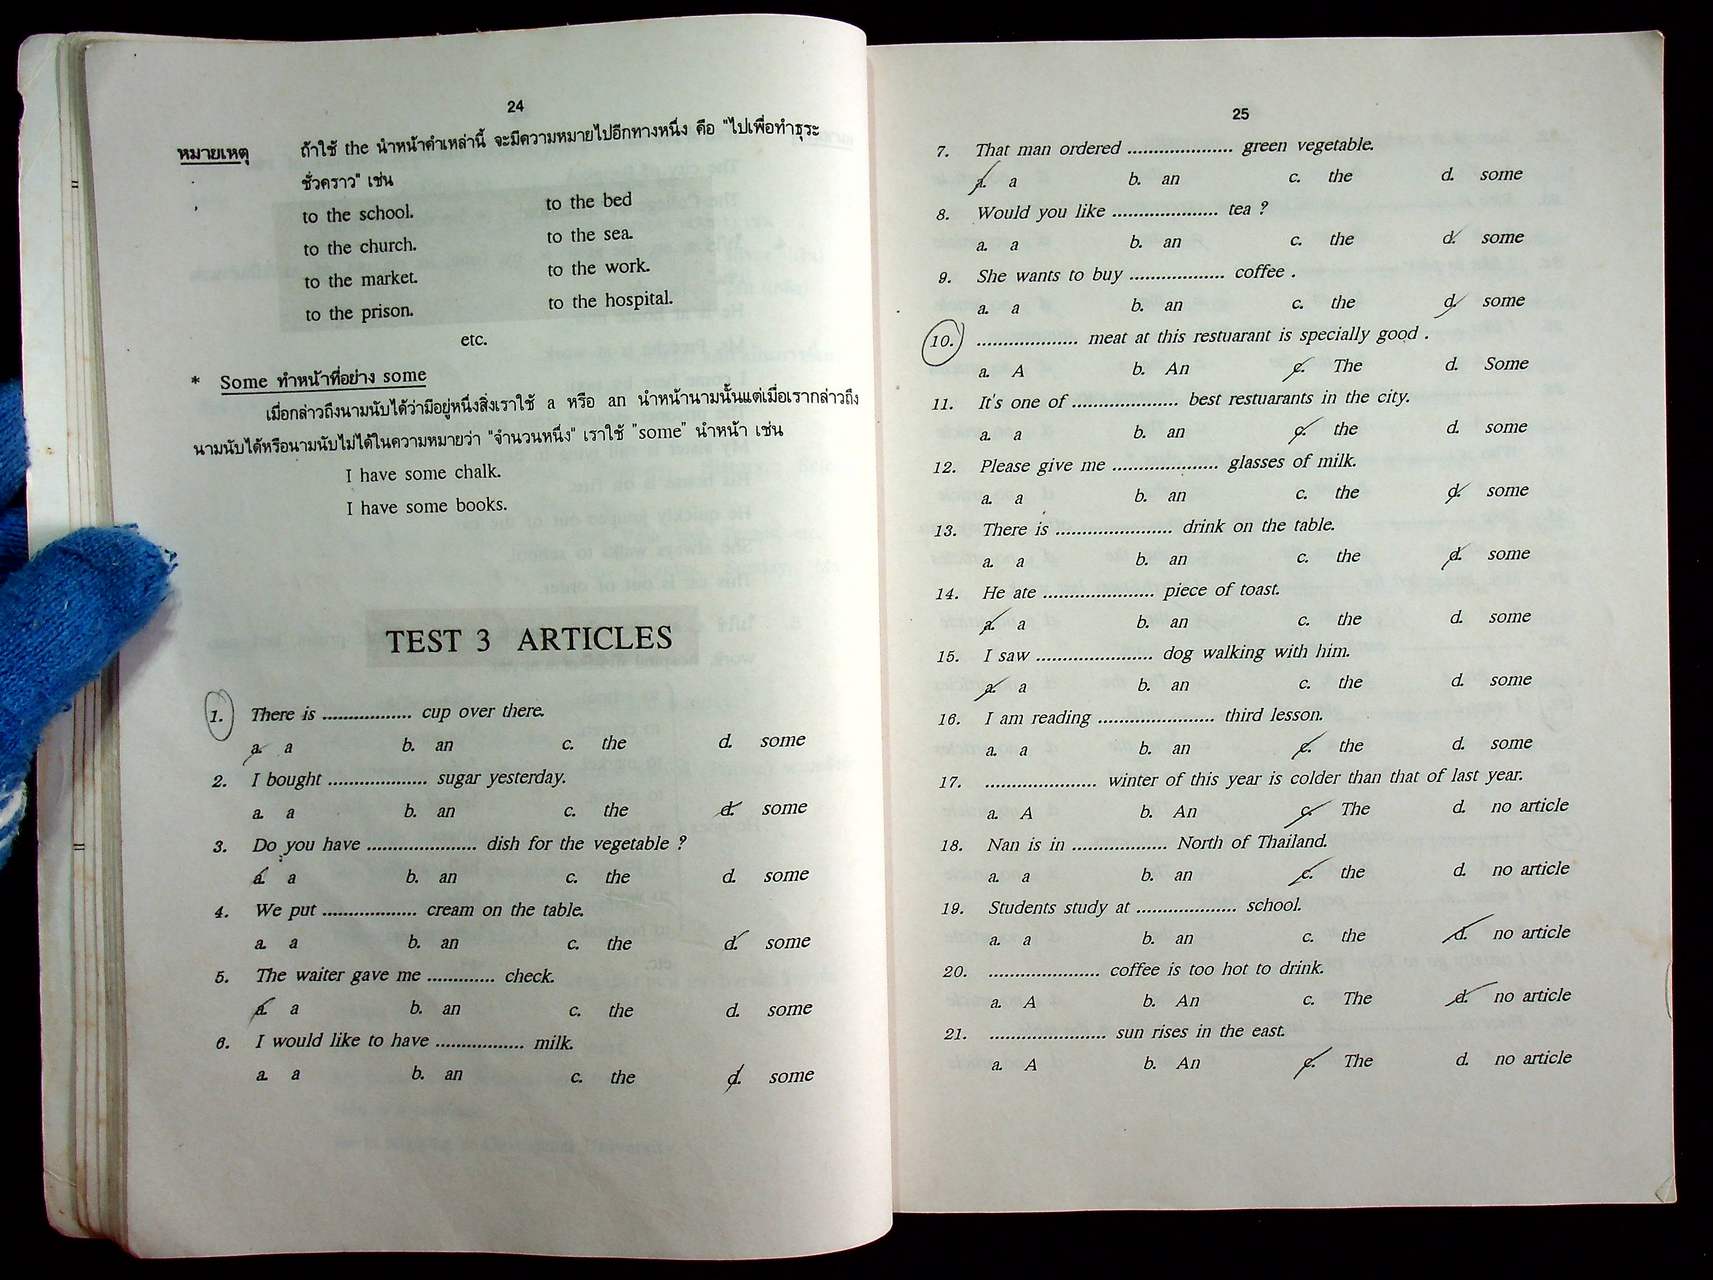 24
หมายเหตุ ถ้าใช้ the นำหน้าคำเหล่านี้ จะมีความหมายไปอีกทางหนึ่ง คือ "ไปเพื่อทำธุระ
ชั่วคราว" เช่น
to the school. to the bed
to the church. to the sea.
to the market. to the work.
to the prison. to the hospital.
etc.
* Some ทำหน้าที่อย่าง some
เมื่อกล่าวถึงนามนับได้ว่ามีอยู่หนึ่งสิ่งเราใช้ a หรือ an นำหน้านามนั้นแต่เมื่อเรากล่าวถึง
นามนับได้หรือนามนับไม่ได้ในความหมายว่า "จำนวนหนึ่ง" เราใช้ "some" นำหน้า เช่น
I have some chalk.
I have some books.
TEST 3 ARTICLES
1. There is ................. cup over there.
a. a b. an c. the d. some
2. I bought ................... sugar yesterday.
a. a b. an c. the d. some
3. Do you have ..................... dish for the vegetable ?
a. a b. an c. the d. some
4. We put .................. cream on the table.
a. a b. an c. the d. some
5. The waiter gave me ............. check.
a. a b. an c. the d. some
6. I would like to have ................. milk.
a. a b. an c. the d. some
25
7. That man ordered .................... green vegetable.
a. a b. an c. the d. some
8. Would you like .................... tea ?
a. a b. an c. the d. some
9. She wants to buy .................. coffee .
a. a b. an c. the d. some
10. ................... meat at this restuarant is specially good .
a. A b. An c. The d. Some
11. It's one of .................... best restuarants in the city.
a. a b. an c. the d. some
12. Please give me .................... glasses of milk.
a. a b. an c. the d. some
13. There is ...................... drink on the table.
a. a b. an c. the d. some
14. He ate ..................... piece of toast.
a. a b. an c. the d. some
15. I saw ...................... dog walking with him.
a. a b. an c. the d. some
16. I am reading ...................... third lesson.
a. a b. an c. the d. some
17. ..................... winter of this year is colder than that of last year.
a. A b. An c. The d. no article
18. Nan is in .................. North of Thailand.
a. a b. an c. the d. no article
19. Students study at ................... school.
a. a b. an c. the d. no article
20. ..................... coffee is too hot to drink.
a. A b. An c. The d. no article
21. ...................... sun rises in the east.
a. A b. An c. The d. no article